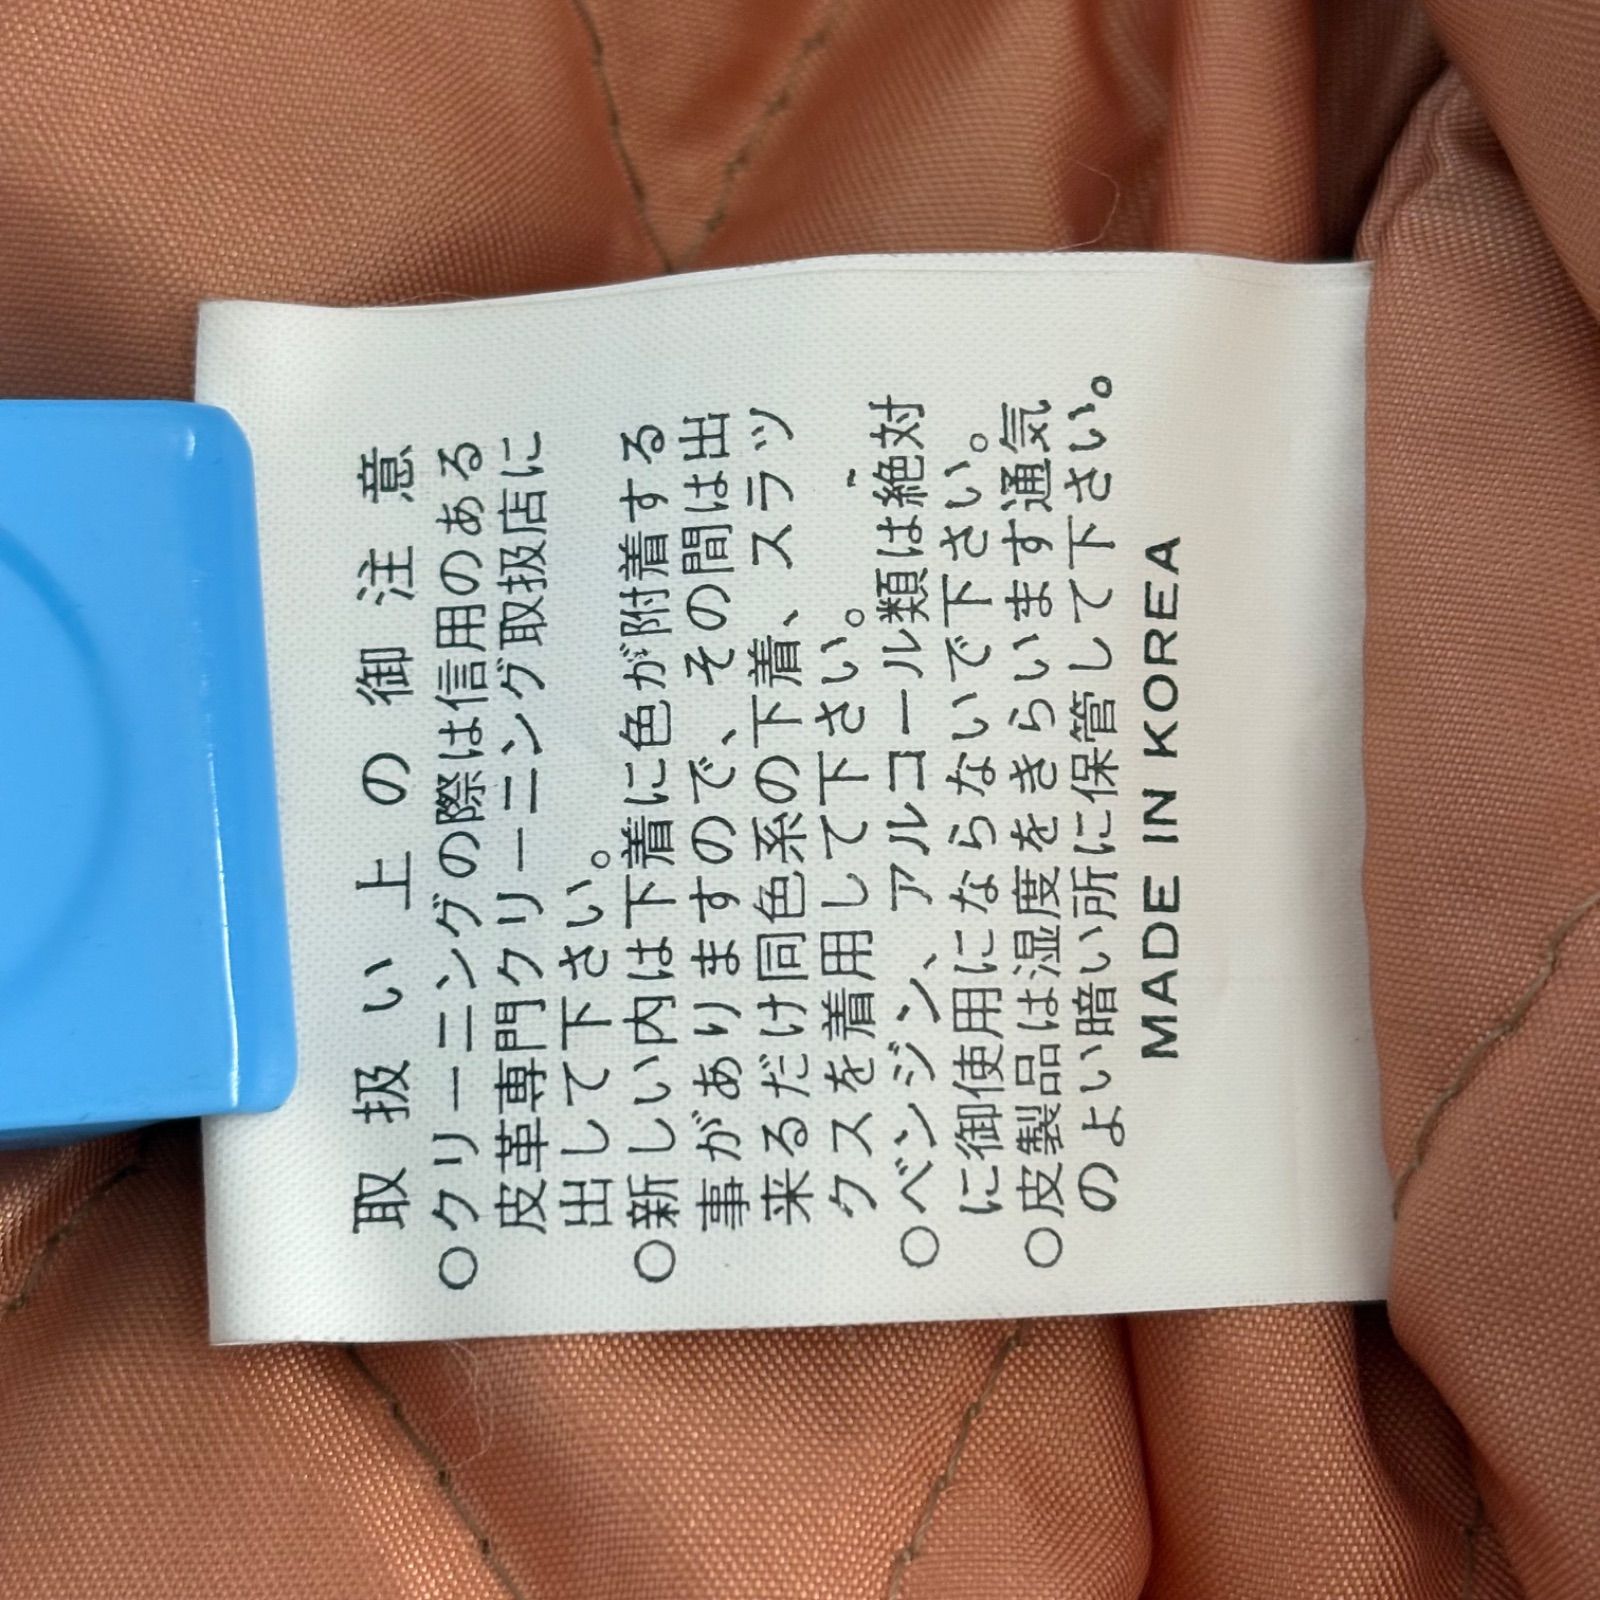 取扱い上の御注意
○クリーニングの際は信用のある
皮革専門クリーニング取扱店に
出して下さい。
○新しい内は下着に色が附着する
事がありますので、その間は出
来るだけ同色系の下着、スラッ
クスを着用して下さい。
○ベンジン、アルコール類は絶対
に御使用にならないで下さい。
○皮製品は湿度をきらいます通気
のよい暗い所に保管して下さい。
MADE IN KOREA